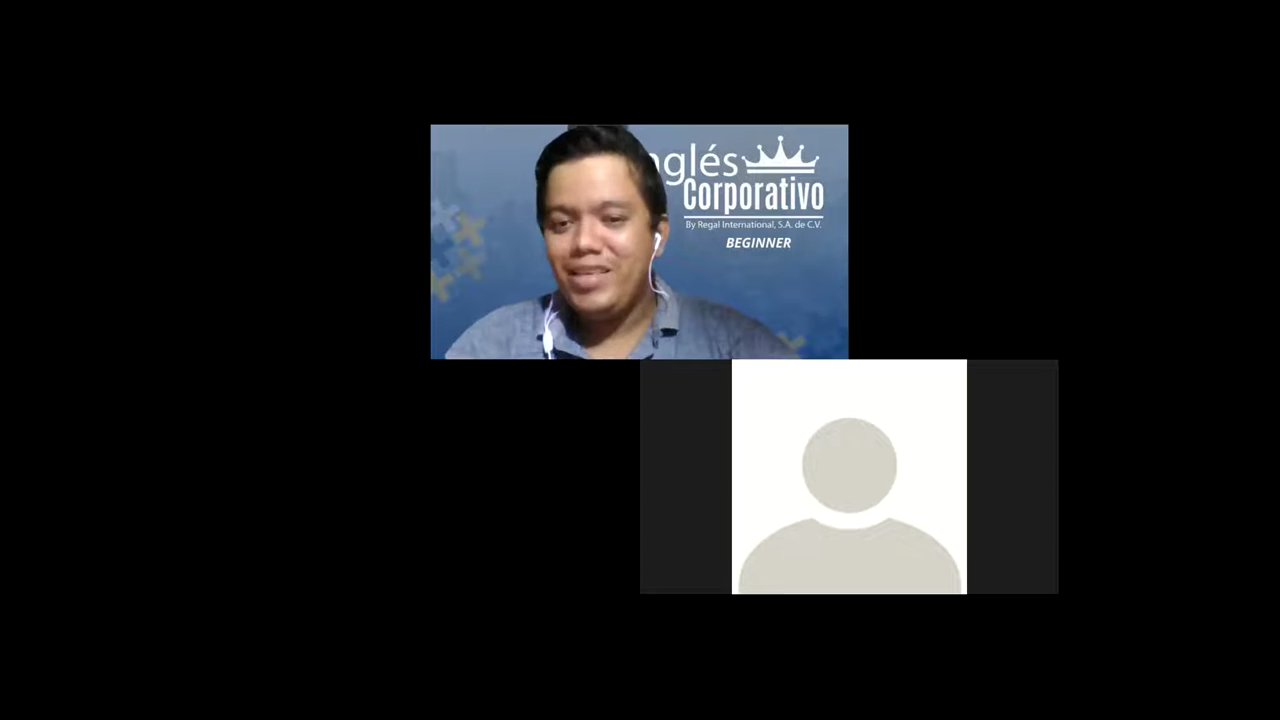 nglés
Corporativo
By Regal International, S.A. de C.V.
BEGINNER